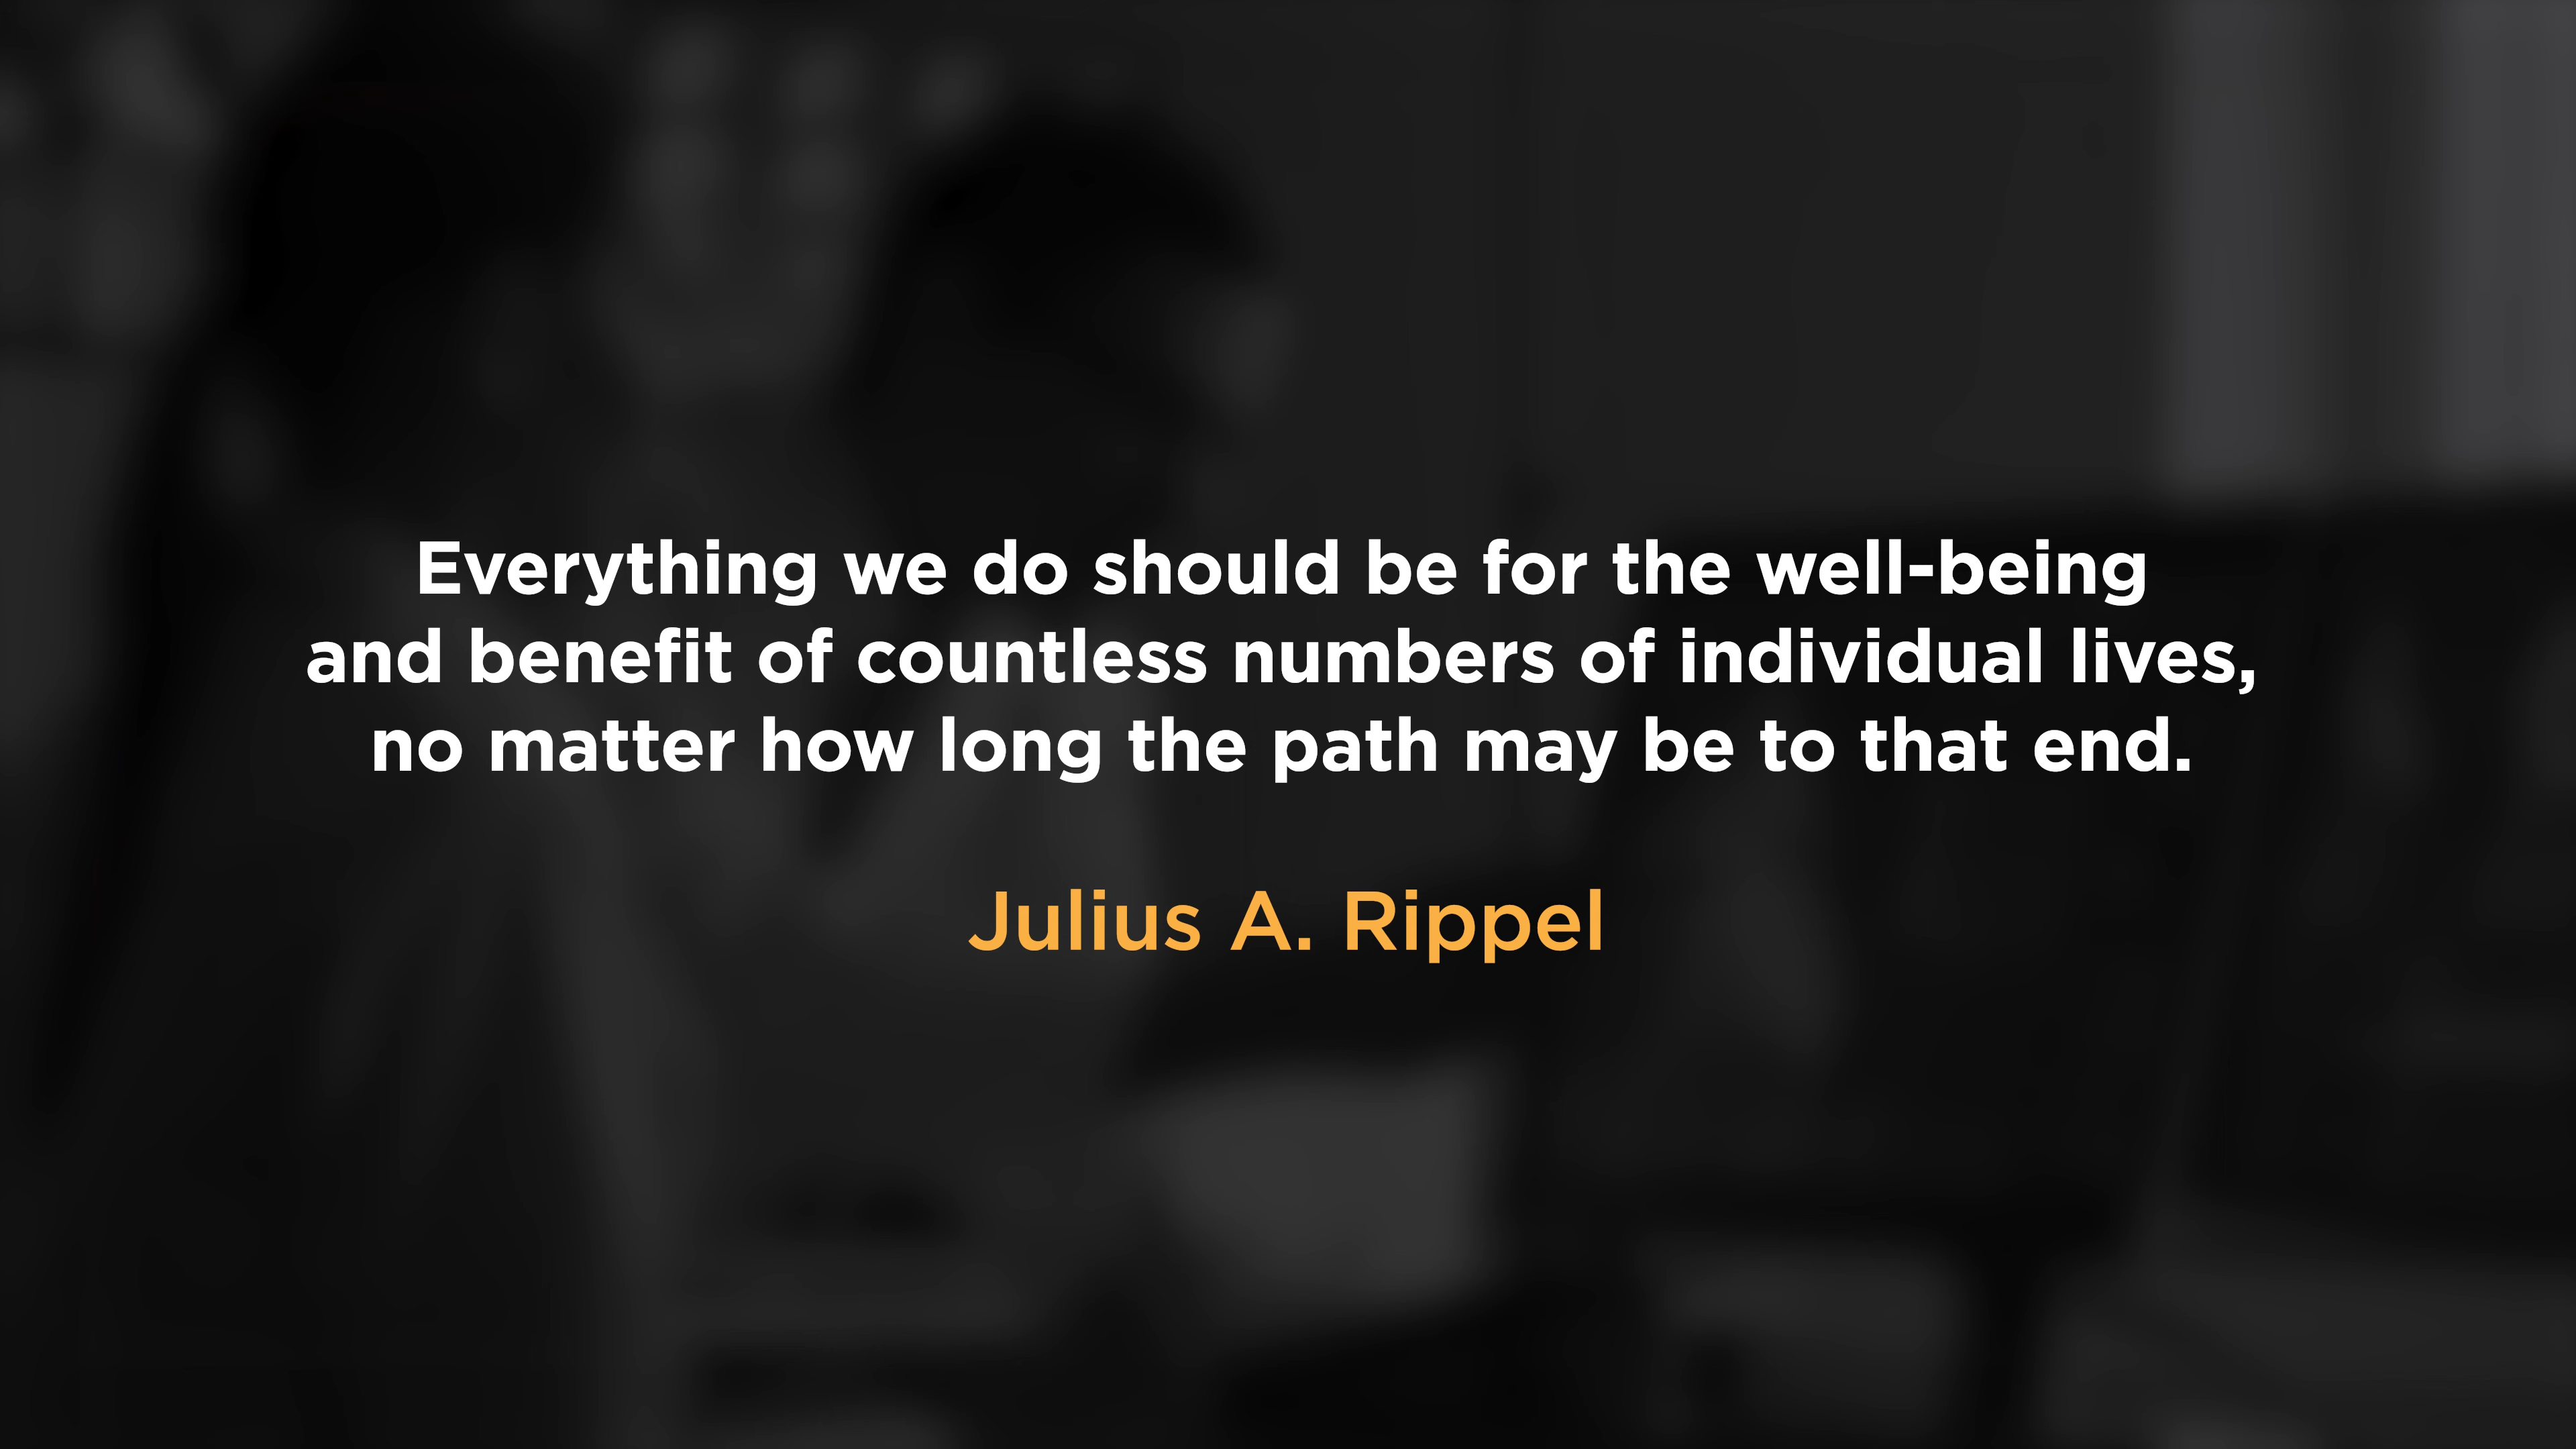 Everything we do should be for the well-being
and benefit of countless numbers of individual lives,
no matter how long the path may be to that end.
Julius A. Rippel